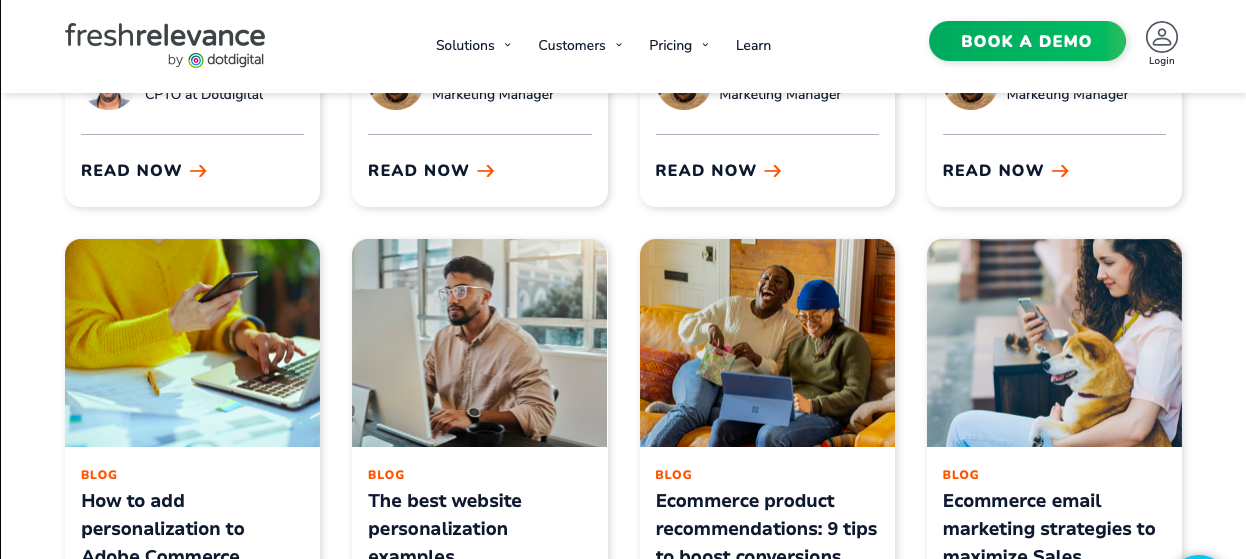 freshrelevance
by dotdigital
Solutions
Customers
Pricing
Learn
BOOK A DEMO
Login
CPTO at Dotdigital
Marketing Manager
Marketing Manager
Marketing Manager
READ NOW
READ NOW
READ NOW
READ NOW
BLOG
How to add
personalization to
Adobe Commerce
BLOG
The best website
personalization
examples
BLOG
Ecommerce product
recommendations: 9 tips
to boost conversions
BLOG
Ecommerce email
marketing strategies to
maximize Sales